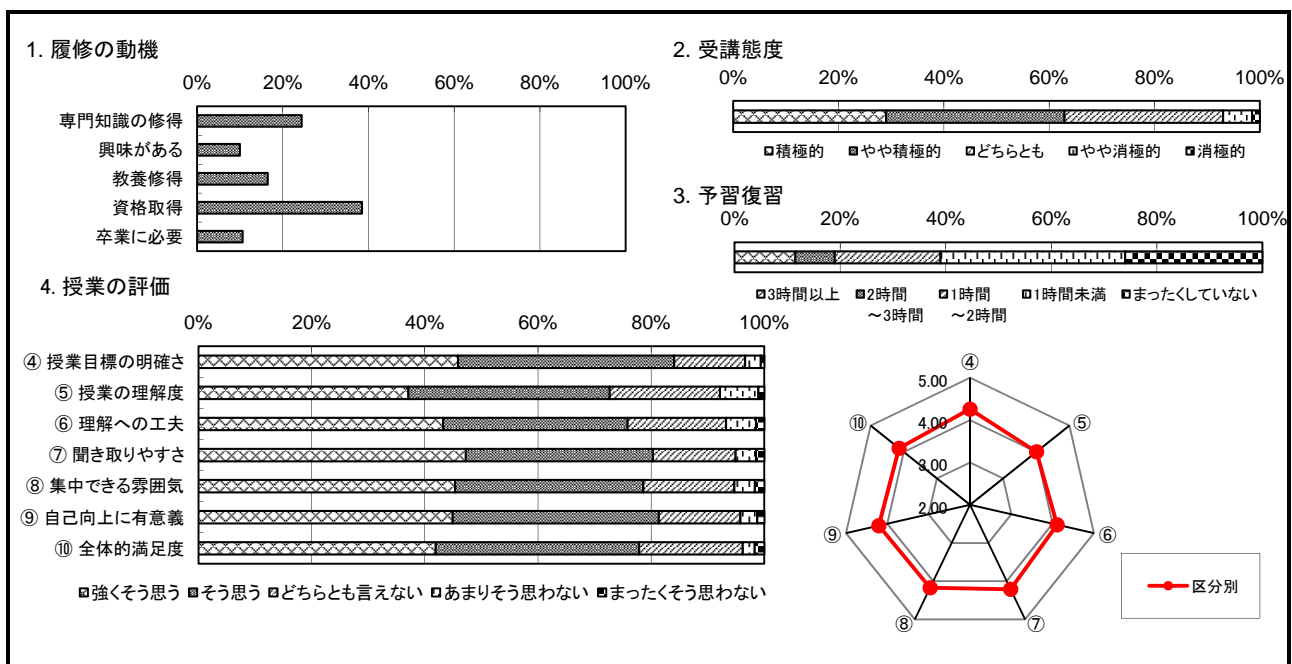 1. 履修の動機
0% 20% 40% 60% 80% 100%
専門知識の修得
興味がある
教養修得
資格取得
卒業に必要
2. 受講態度
0% 20% 40% 60% 80% 100%
積極的 やや積極的 どちらとも やや消極的 消極的
3. 予習復習
0% 20% 40% 60% 80% 100%
3時間以上 2時間～3時間 1時間～2時間 1時間未満 まったくしていない
4. 授業の評価
0% 20% 40% 60% 80% 100%
④ 授業目標の明確さ
⑤ 授業の理解度
⑥ 理解への工夫
⑦ 聞き取りやすさ
⑧ 集中できる雰囲気
⑨ 自己向上に有意義
⑩ 全体的満足度
強くそう思う そう思う どちらとも言えない あまりそう思わない まったくそう思わない
④
5.00
⑩ ⑤
4.00
3.00
2.00
⑨ ⑥
⑧ ⑦
区分別